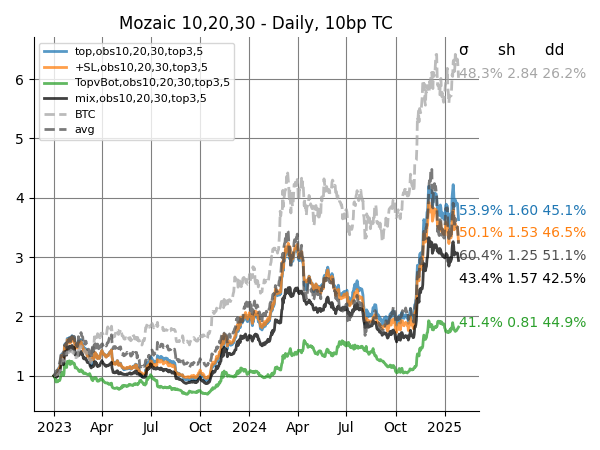 Mozaic 10,20,30 - Daily, 10bp TC
σ sh dd
top,obs10,20,30,top3,5
+SL,obs10,20,30,top3,5
TopvBot,obs10,20,30,top3,5
mix,obs10,20,30,top3,5
BTC
avg
48.3% 2.84 26.2%
53.9% 1.60 45.1%
50.1% 1.53 46.5%
60.4% 1.25 51.1%
43.4% 1.57 42.5%
41.4% 0.81 44.9%
6
5
4
3
2
1
2023 Apr Jul Oct 2024 Apr Jul Oct 2025